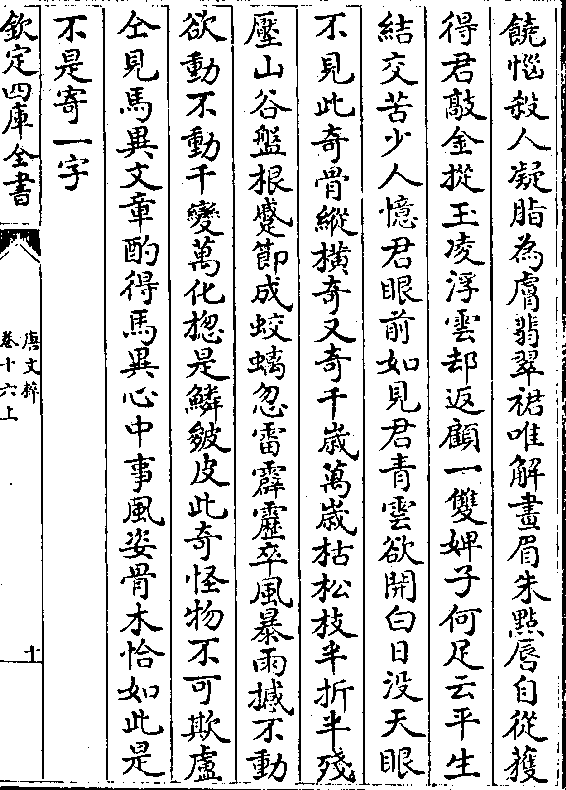 饒惱殺人凝脂為膚翡翠裙唯解畫眉朱㸃唇自從獲
得君敲金摐玉凌浮雲却返顧一雙婢子何足云平生
結交苦少人憶君眼前如見君青雲欲開白日没天眼
不見此奇骨縱橫奇又奇千歲萬歲枯松枝半折半殘
壓山谷盤根蹙節成蛟螭忽雷霹靂卒風暴雨撼不動
欲動不動千變萬化揔是鱗皴皮此奇怪物不可欺盧
仝見馬異文章酌得馬異心中事風姿骨木恰如此是
不是寄一字
欽定四庫全書
唐文粹
卷十六上
十